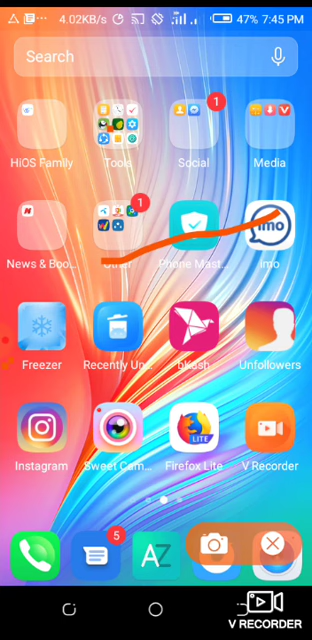 4.02KB/s 47% 7:45 PM
Search
1
HiOS Family Tools Social Media
1
imo
News & Boo... Phone Mast... imo
Freezer Recently Un... bKash Unfollowers
LITE
Instagram Sweet Cam... Firefox Lite V Recorder
5
AZ
V RECORDER